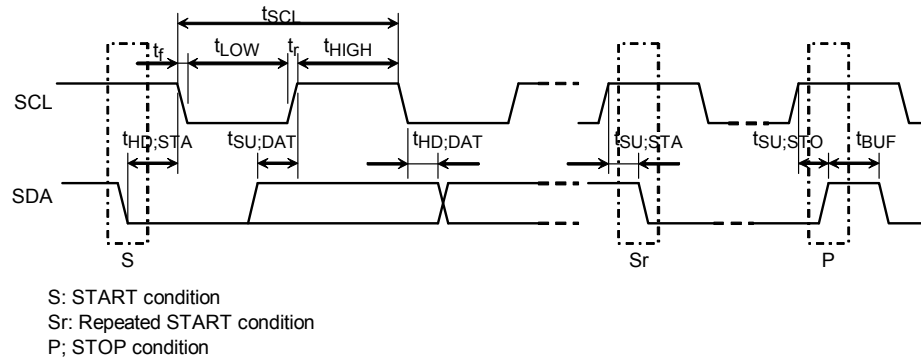 tSCL
tf tLOW tr tHIGH
SCL
tHD;STA tSU;DAT tHD;DAT tSU;STA tSU;STO tBUF
SDA
S Sr P
S: START condition
Sr: Repeated START condition
P; STOP condition